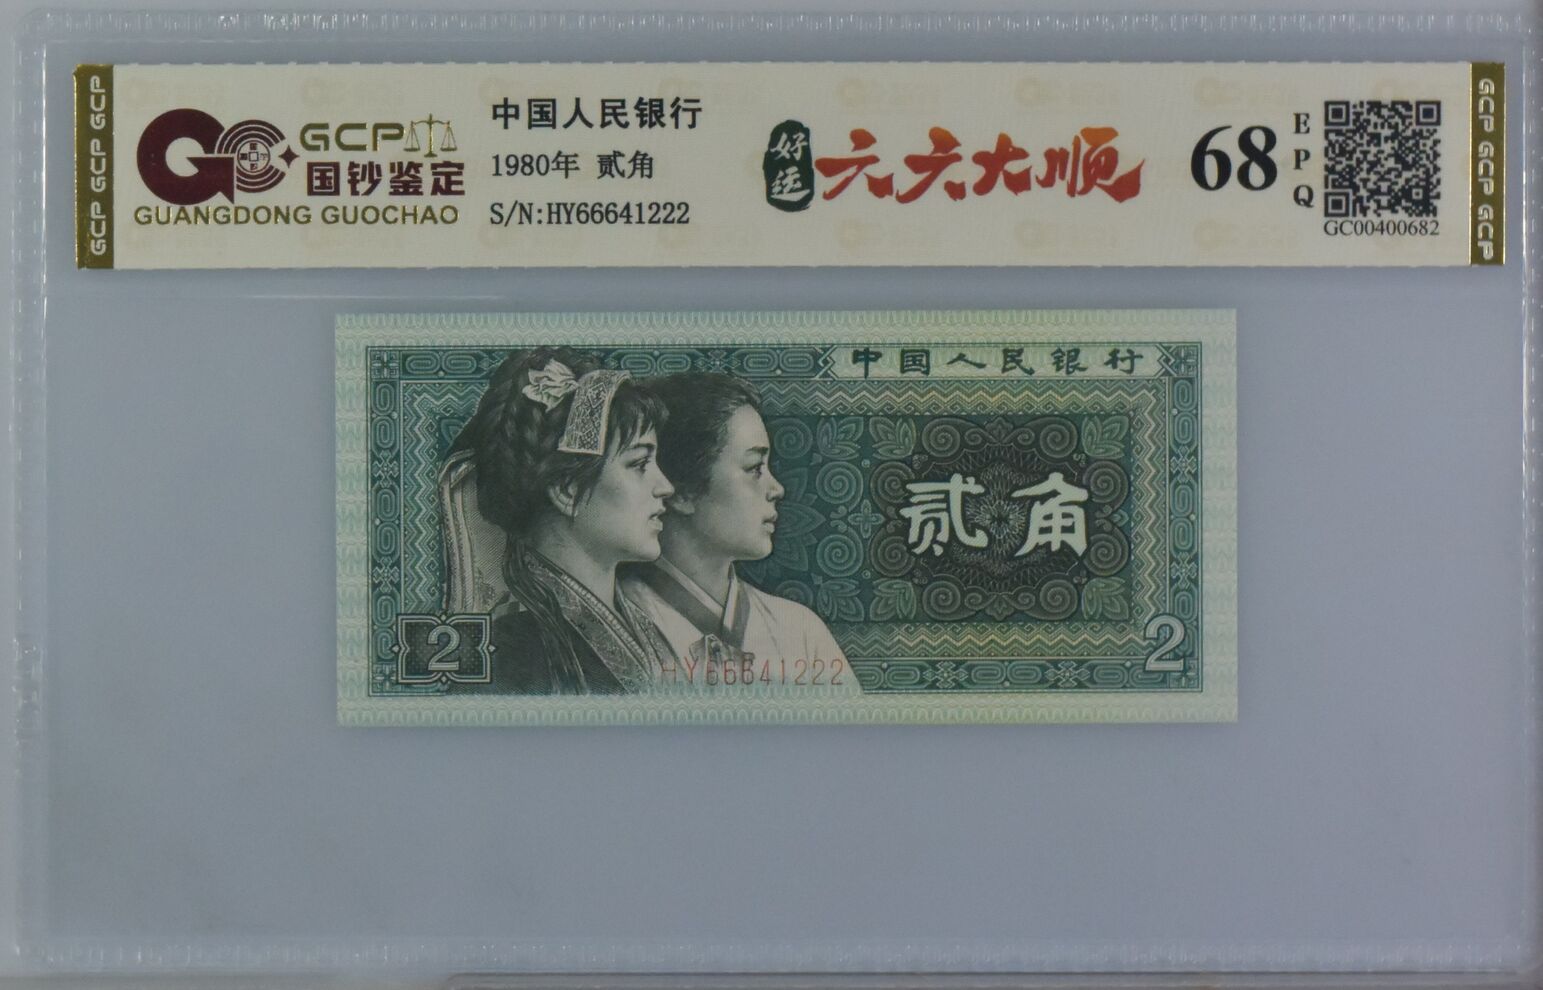 GCP GCP GCP
GCP
国钞鉴定
GUANGDONG GUOCHAO
中国人民银行
1980年 贰角
S/N:HY66641222
好运
六六大顺
68
EPQ
GC00400682
GCP GCP GCP
中国人民银行
贰角
2
2
HY66641222